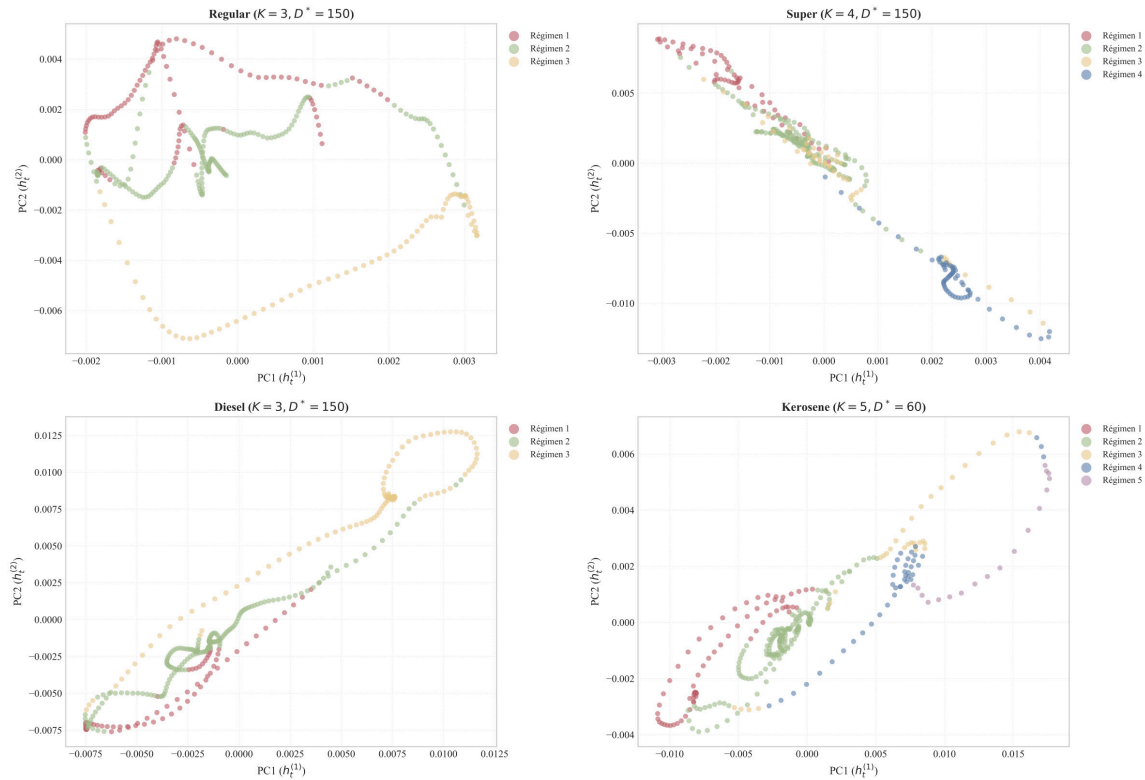 Regular (K = 3, D* = 150)
Régimen 1
Régimen 2
Régimen 3
0.004
0.002
0.000
−0.002
−0.004
−0.006
PC2 (h_t^(2))
−0.002
−0.001
0.000
0.001
0.002
0.003
PC1 (h_t^(1))
Super (K = 4, D* = 150)
Régimen 1
Régimen 2
Régimen 3
Régimen 4
0.005
0.000
−0.005
−0.010
PC2 (h_t^(2))
−0.003
−0.002
−0.001
0.000
0.001
0.002
0.003
0.004
PC1 (h_t^(1))
Diesel (K = 3, D* = 150)
Régimen 1
Régimen 2
Régimen 3
0.0125
0.0100
0.0075
0.0050
0.0025
0.0000
−0.0025
−0.0050
−0.0075
PC2 (h_t^(2))
−0.0075
−0.0050
−0.0025
0.0000
0.0025
0.0050
0.0075
0.0100
0.0125
PC1 (h_t^(1))
Kerosene (K = 5, D* = 60)
Régimen 1
Régimen 2
Régimen 3
Régimen 4
Régimen 5
0.006
0.004
0.002
0.000
−0.002
−0.004
PC2 (h_t^(2))
−0.010
−0.005
0.000
0.005
0.010
0.015
PC1 (h_t^(1))